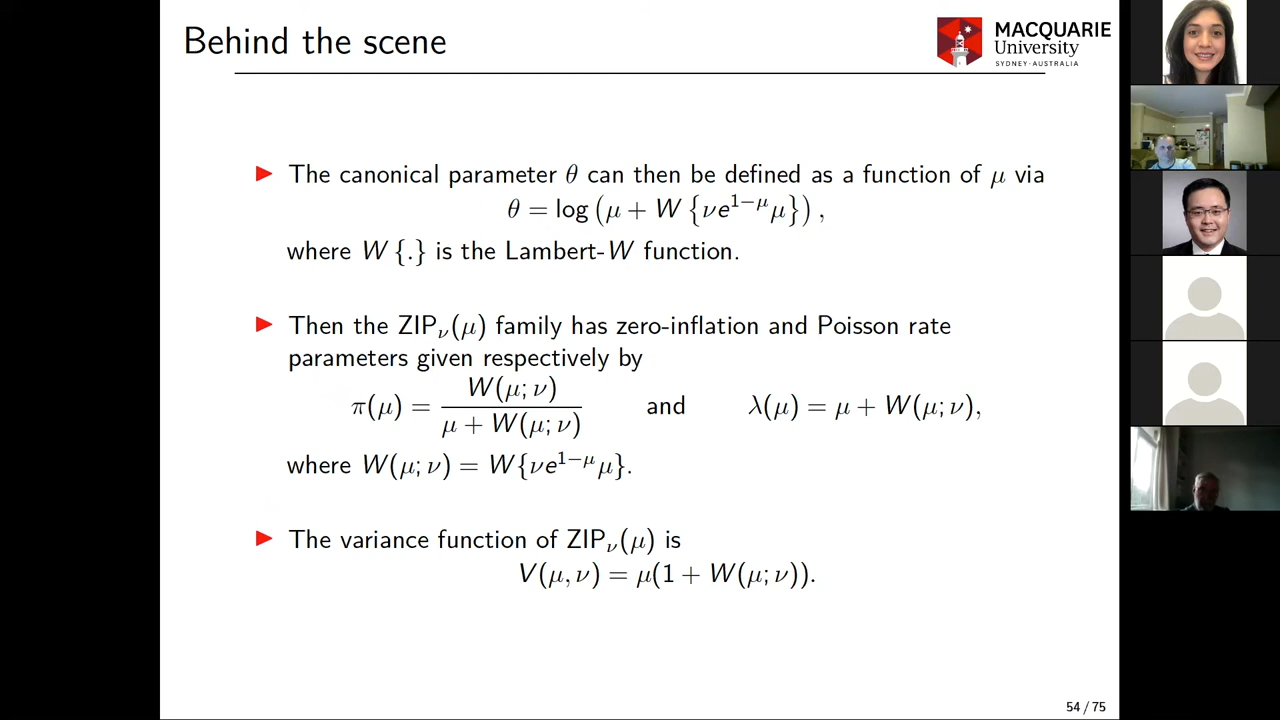 Behind the scene
MACQUARIE
University
SYDNEY·AUSTRALIA
▶ The canonical parameter θ can then be defined as a function of μ via
θ = log (μ + W {νe^{1−μ}μ}) ,
where W {.} is the Lambert-W function.
▶ Then the ZIP_ν(μ) family has zero-inflation and Poisson rate
parameters given respectively by
π(μ) = W(μ; ν) / (μ + W(μ; ν)) and λ(μ) = μ + W(μ; ν),
where W(μ; ν) = W{νe^{1−μ}μ}.
▶ The variance function of ZIP_ν(μ) is
V(μ, ν) = μ(1 + W(μ; ν)).
54 / 75